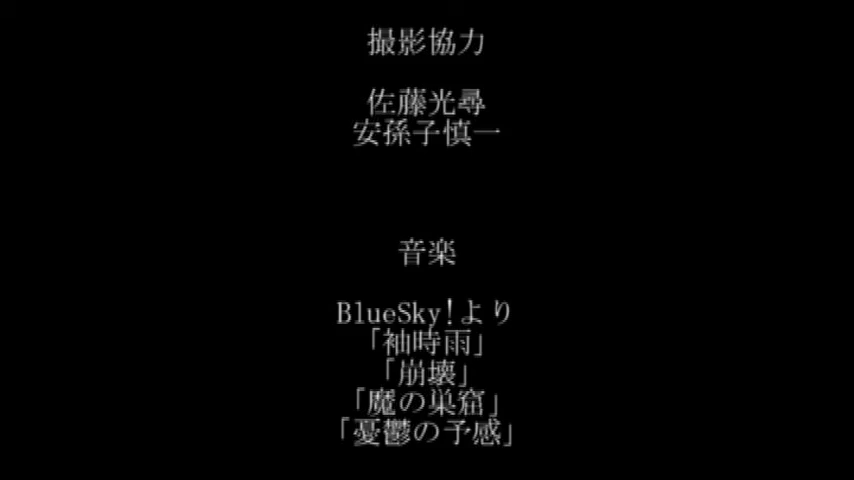 撮影協力
佐藤光尋
安孫子慎一
音楽
BlueSky!より
「袖時雨」
「崩壊」
「魔の巣窟」
「憂鬱の予感」